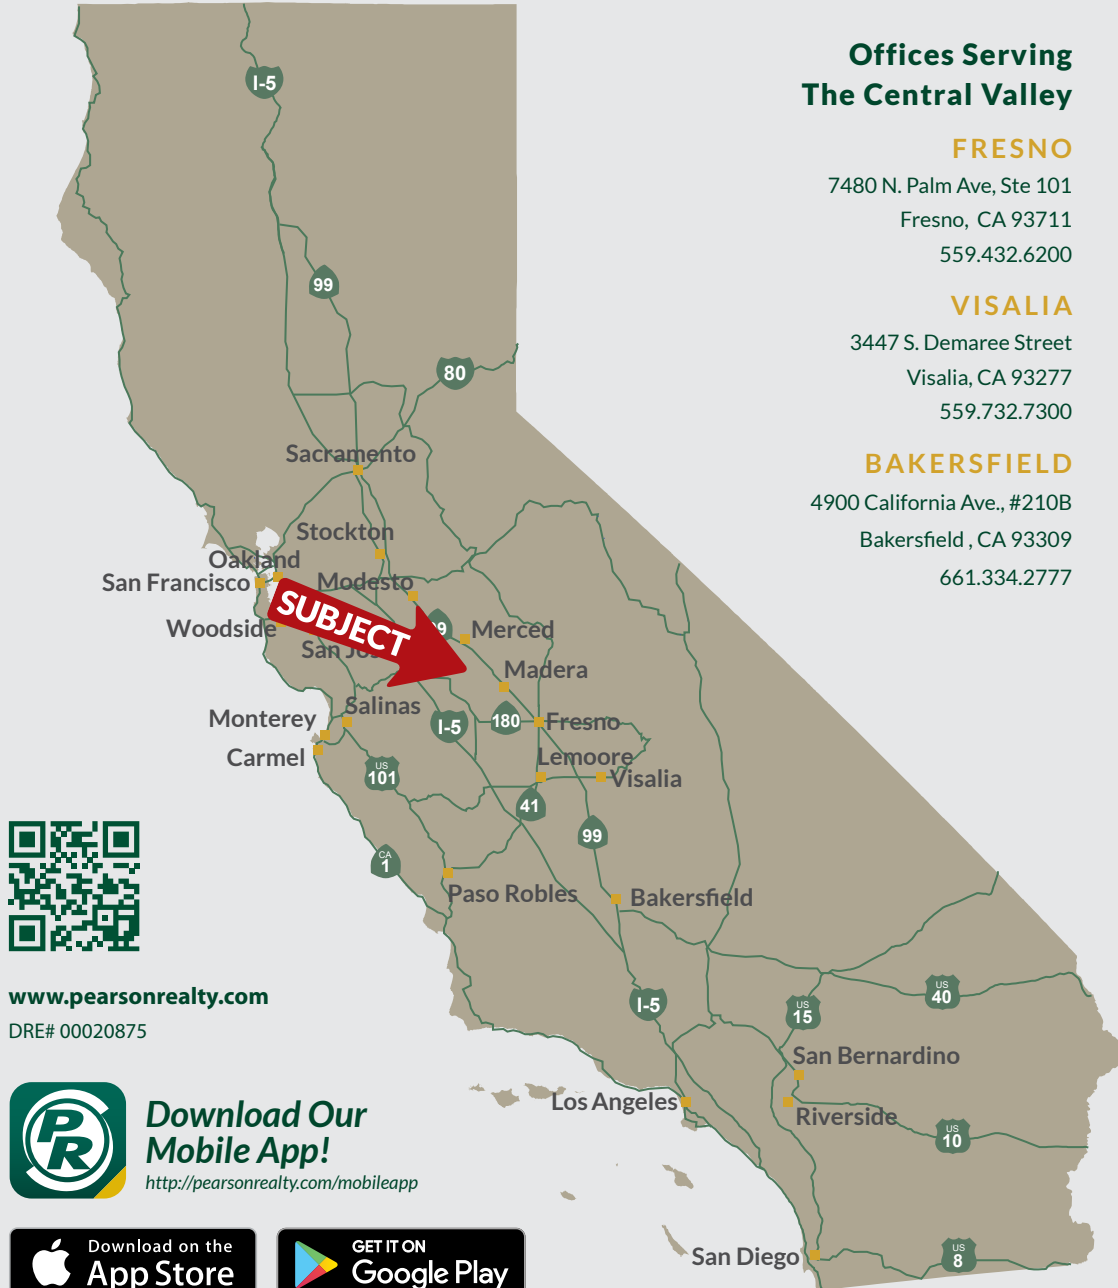 Offices Serving
The Central Valley
FRESNO
7480 N. Palm Ave, Ste 101
Fresno, CA 93711
559.432.6200
VISALIA
3447 S. Demaree Street
Visalia, CA 93277
559.732.7300
BAKERSFIELD
4900 California Ave., #210B
Bakersfield , CA 93309
661.334.2777
I-5
99
80
Sacramento
Stockton
Oakland
San Francisco
Modesto
SUBJECT
Woodside
99
Merced
San Jose
Madera
Salinas
Monterey
I-5
180
Fresno
Carmel
Lemoore
US
101
Visalia
41
99
CA
1
Paso Robles
Bakersfield
US
40
I-5
US
15
San Bernardino
Los Angeles
Riverside
US
10
San Diego
US
8
www.pearsonrealty.com
DRE# 00020875
PR
Download Our
Mobile App!
http://pearsonrealty.com/mobileapp
Download on the
App Store
GET IT ON
Google Play